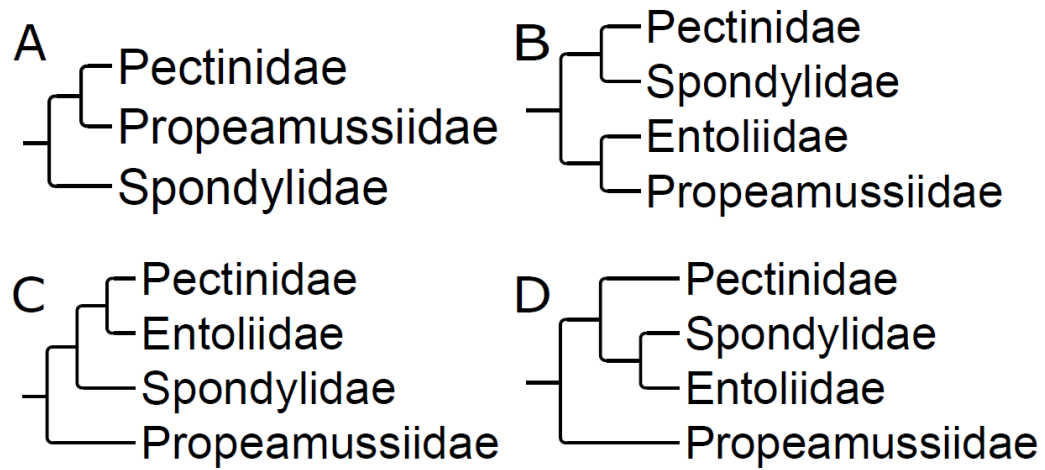 A
Pectinidae
Propeamussiidae
Spondylidae
B
Pectinidae
Spondylidae
Entoliidae
Propeamussiidae
C
Pectinidae
Entoliidae
Spondylidae
Propeamussiidae
D
Pectinidae
Spondylidae
Entoliidae
Propeamussiidae